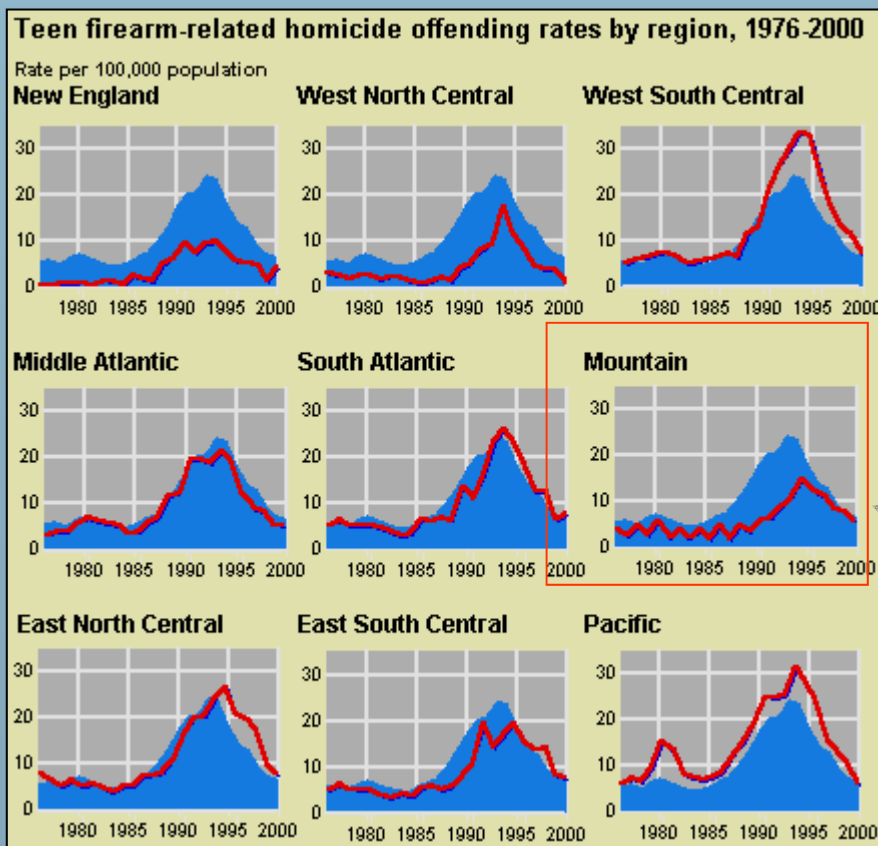 Teen firearm-related homicide offending rates by region, 1976-2000
Rate per 100,000 population
New England
30
20
10
0
1980 1985 1990 1995 2000
West North Central
30
20
10
0
1980 1985 1990 1995 2000
West South Central
30
20
10
0
1980 1985 1990 1995 2000
Middle Atlantic
30
20
10
0
1980 1985 1990 1995 2000
South Atlantic
30
20
10
0
1980 1985 1990 1995 2000
Mountain
30
20
10
0
1980 1985 1990 1995 2000
East North Central
30
20
10
0
1980 1985 1990 1995 2000
East South Central
30
20
10
0
1980 1985 1990 1995 2000
Pacific
30
20
10
0
1980 1985 1990 1995 2000